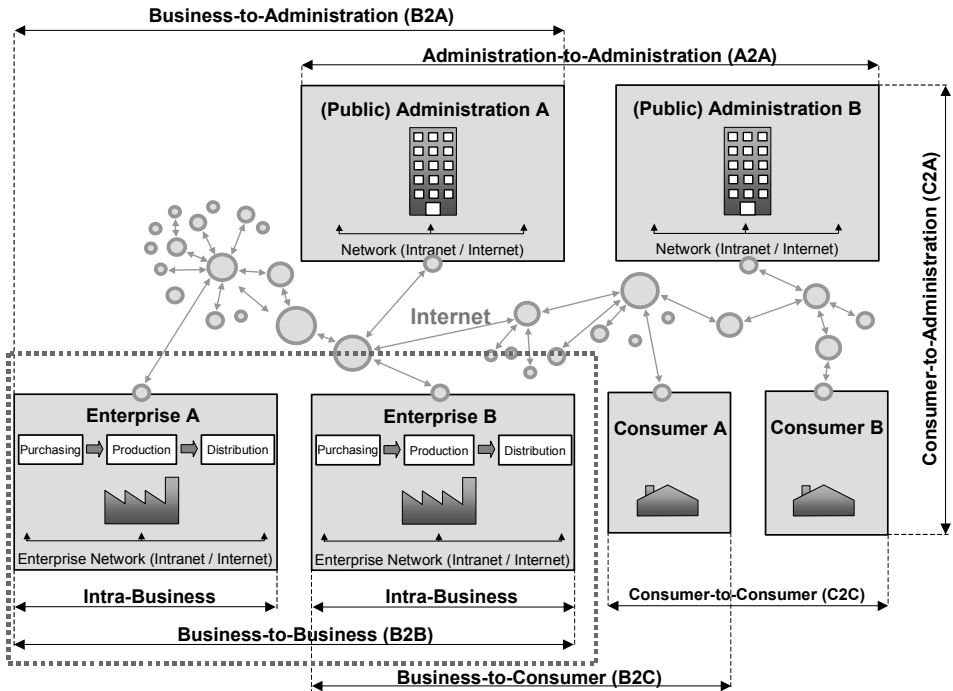 Business-to-Administration (B2A)
Administration-to-Administration (A2A)
(Public) Administration A
(Public) Administration B
Network (Intranet / Internet)
Network (Intranet / Internet)
Consumer-to-Administration (C2A)
Internet
Enterprise A
Enterprise B
Consumer A
Consumer B
Purchasing
Production
Distribution
Purchasing
Production
Distribution
Enterprise Network (Intranet / Internet)
Enterprise Network (Intranet / Internet)
Intra-Business
Intra-Business
Consumer-to-Consumer (C2C)
Business-to-Business (B2B)
Business-to-Consumer (B2C)